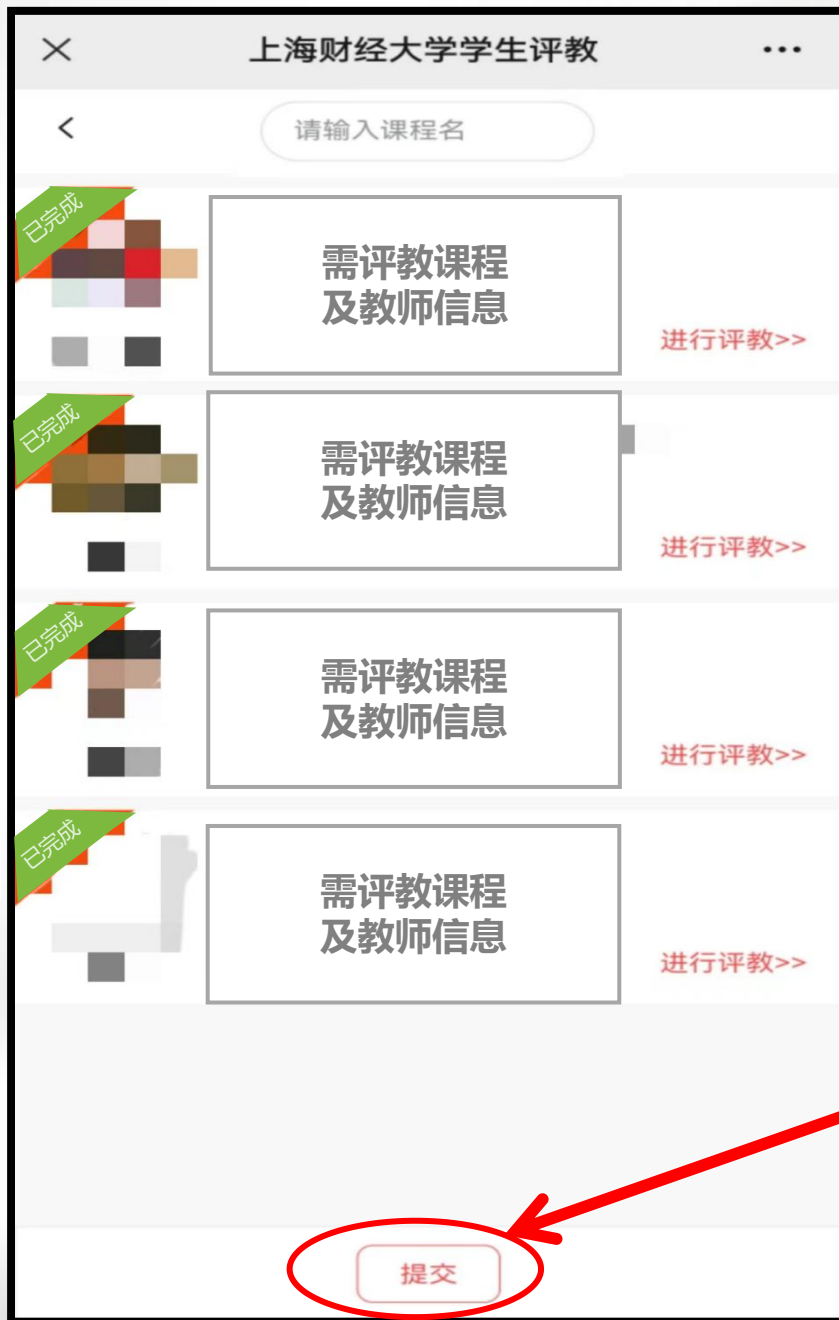 上海财经大学学生评教
请输入课程名
已完成
需评教课程
及教师信息
进行评教>>
已完成
需评教课程
及教师信息
进行评教>>
已完成
需评教课程
及教师信息
进行评教>>
已完成
需评教课程
及教师信息
进行评教>>
提交